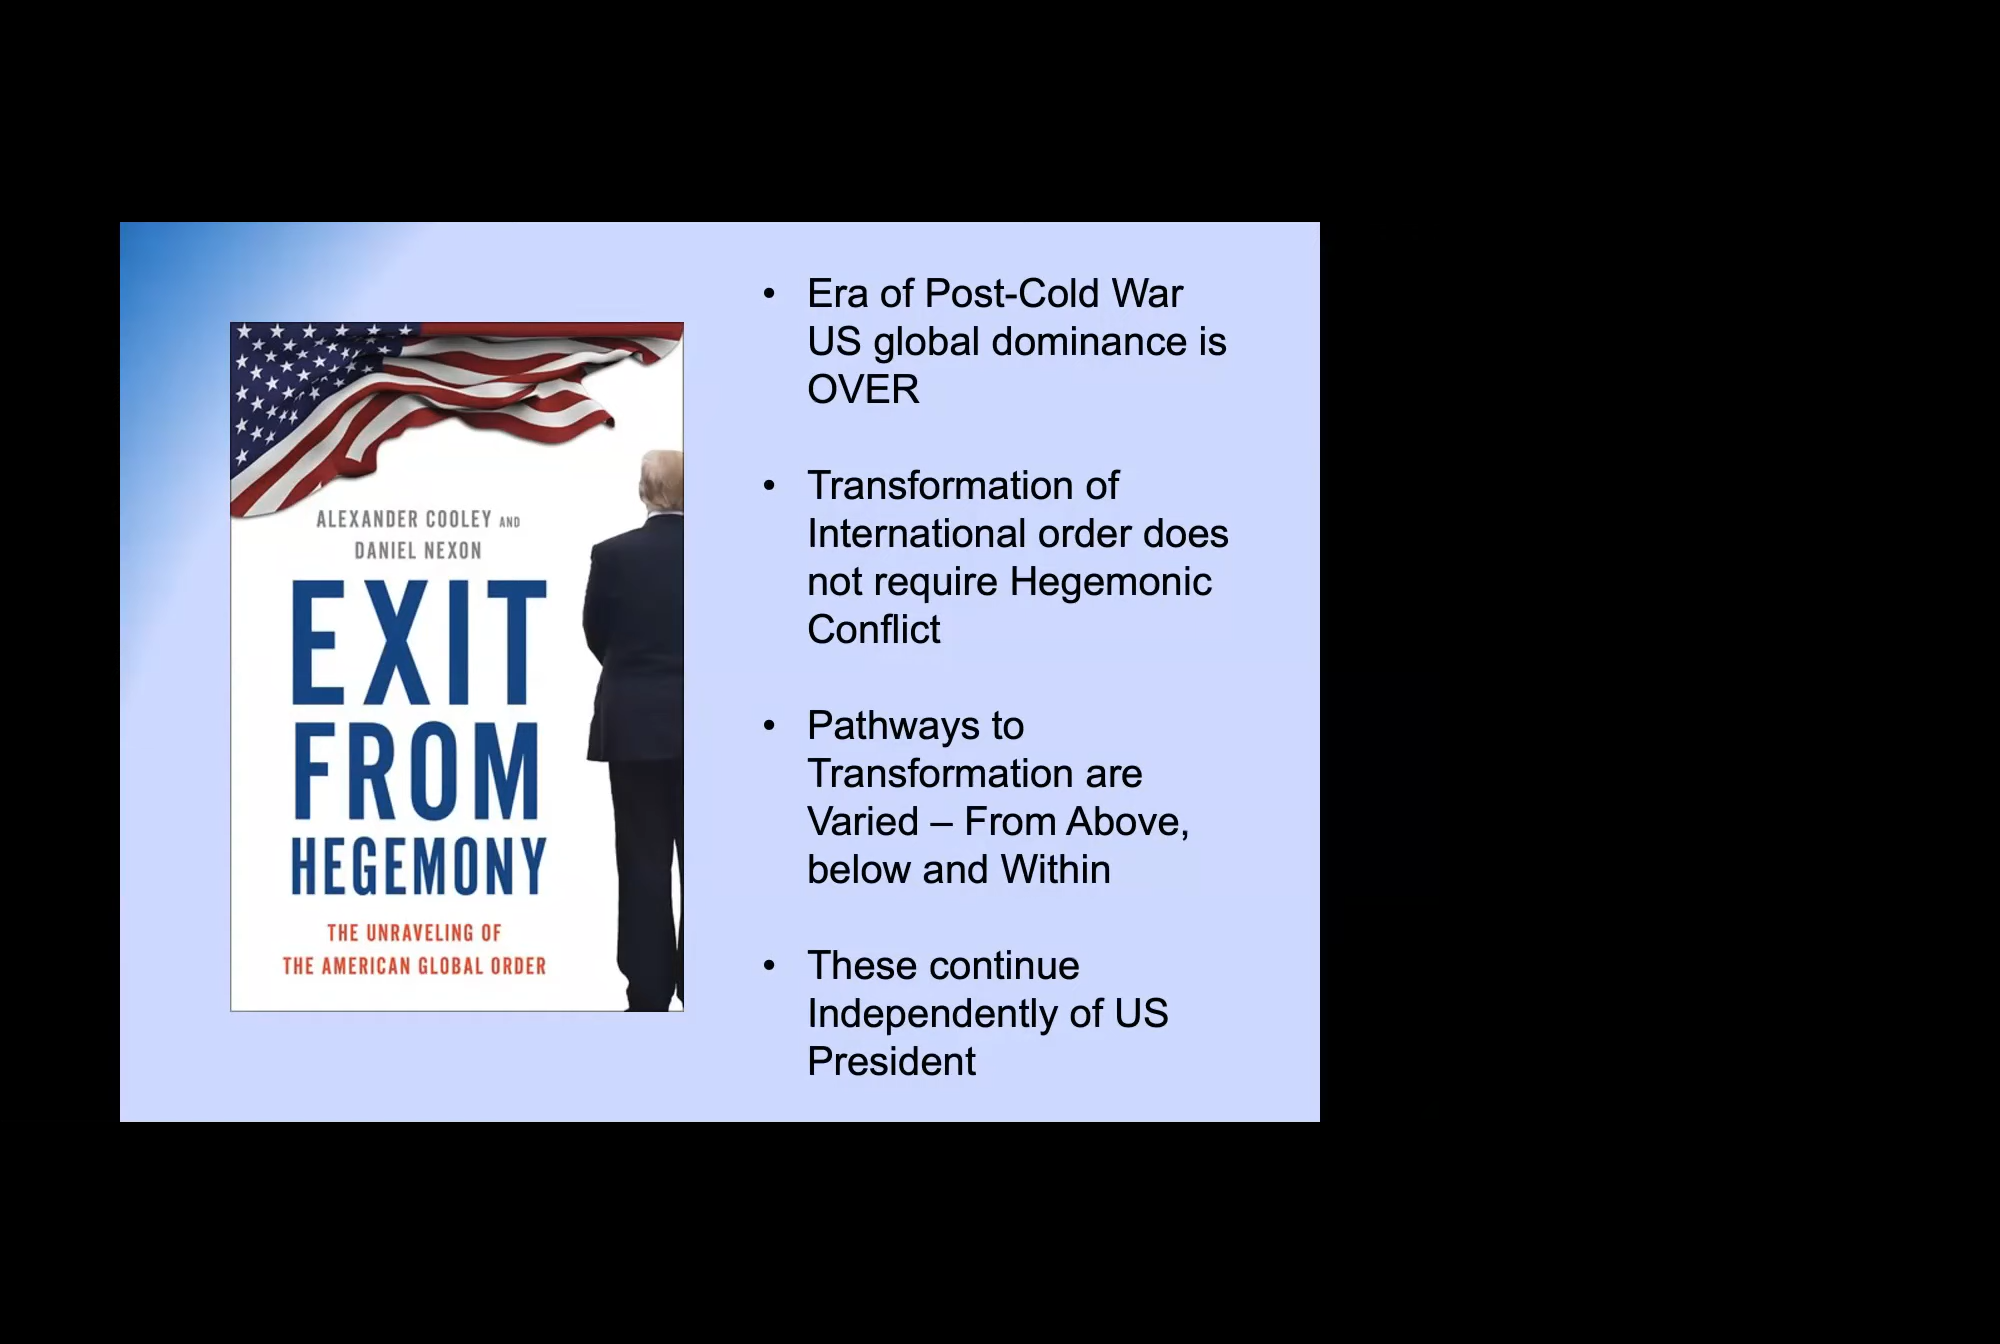 ALEXANDER COOLEY AND
DANIEL NEXON
EXIT
FROM
HEGEMONY
THE UNRAVELING OF
THE AMERICAN GLOBAL ORDER
• Era of Post-Cold War
US global dominance is
OVER
• Transformation of
International order does
not require Hegemonic
Conflict
• Pathways to
Transformation are
Varied – From Above,
below and Within
• These continue
Independently of US
President